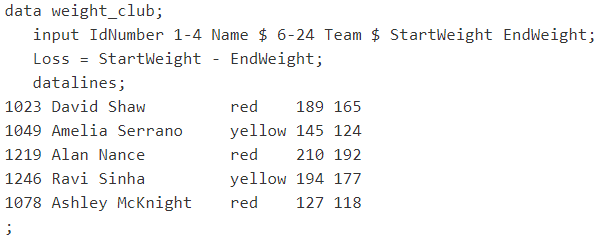 data weight_club;
   input IdNumber 1-4 Name $ 6-24 Team $ StartWeight EndWeight;
   Loss = StartWeight - EndWeight;
   datalines;
1023 David Shaw         red    189 165
1049 Amelia Serrano     yellow 145 124
1219 Alan Nance         red    210 192
1246 Ravi Sinha         yellow 194 177
1078 Ashley McKnight    red    127 118
;